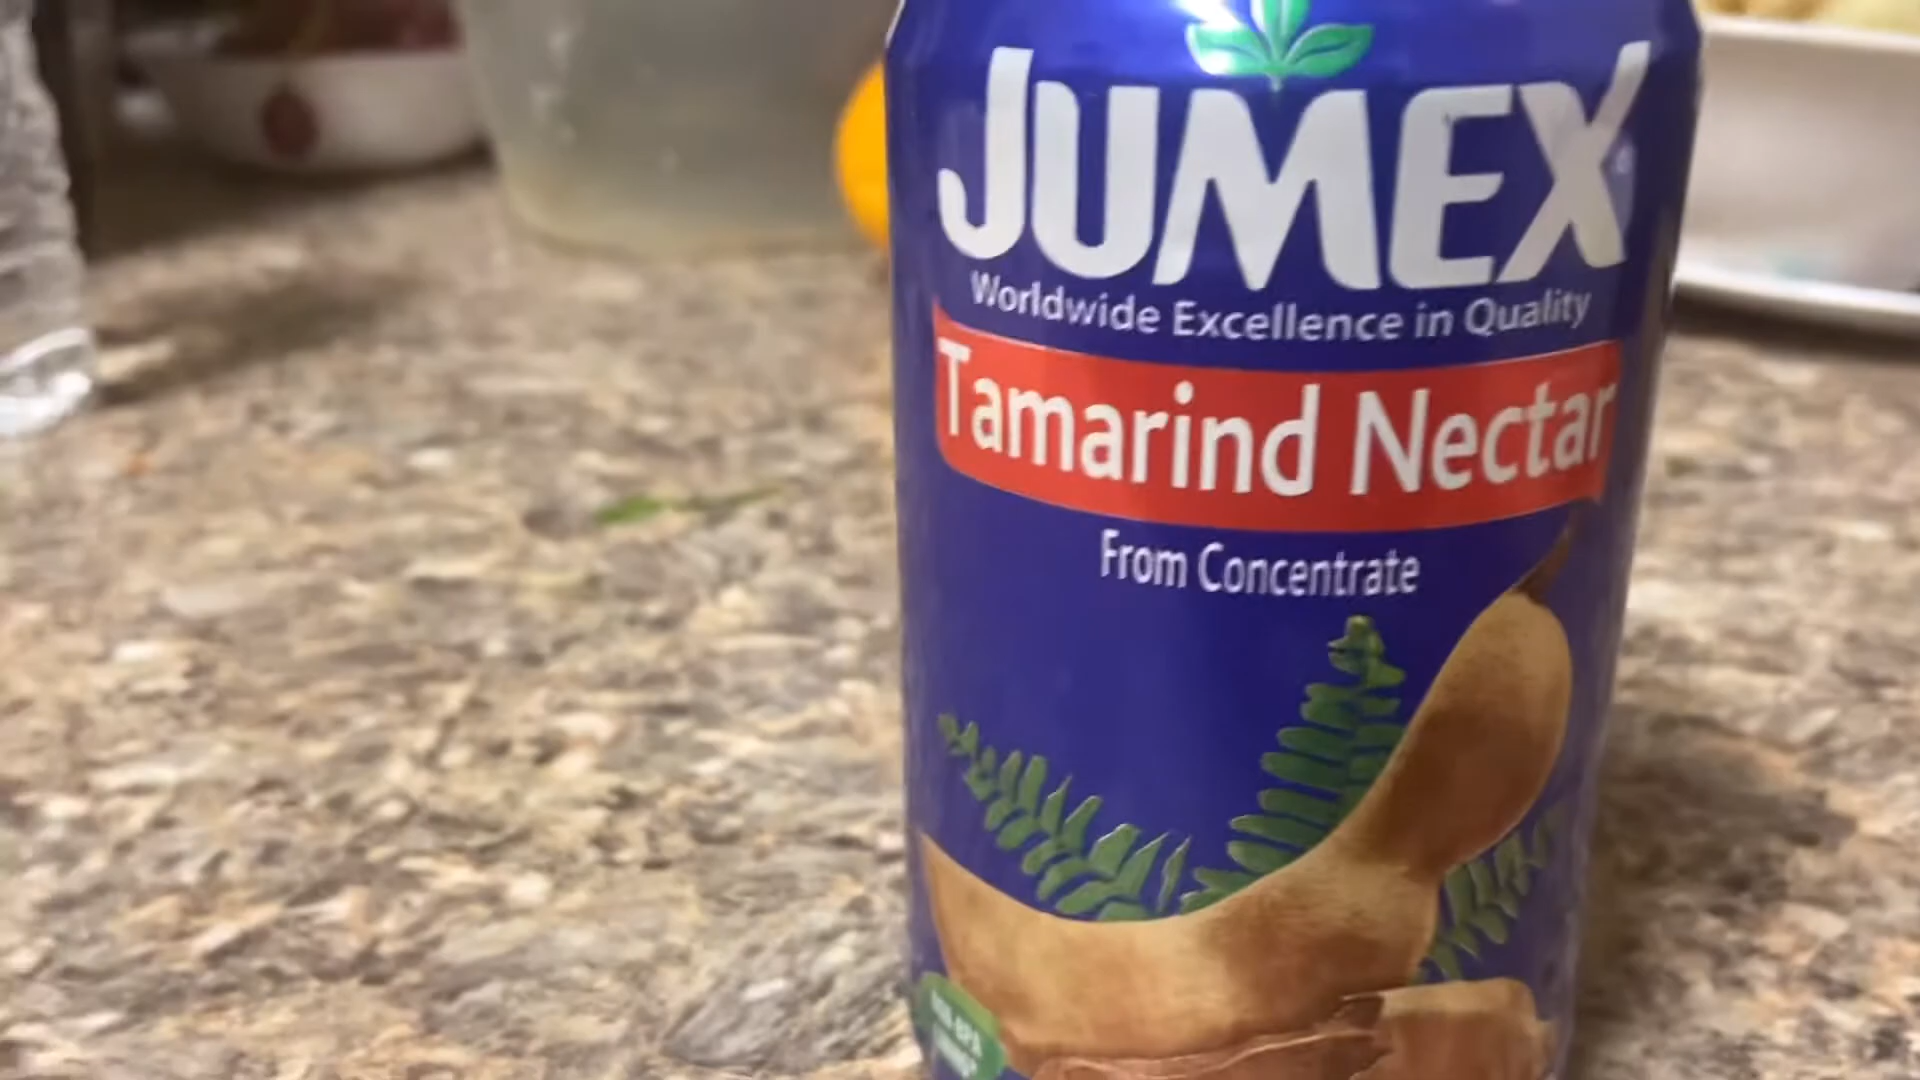 JUMEX
Worldwide Excellence in Quality
Tamarind Nectar
From Concentrate